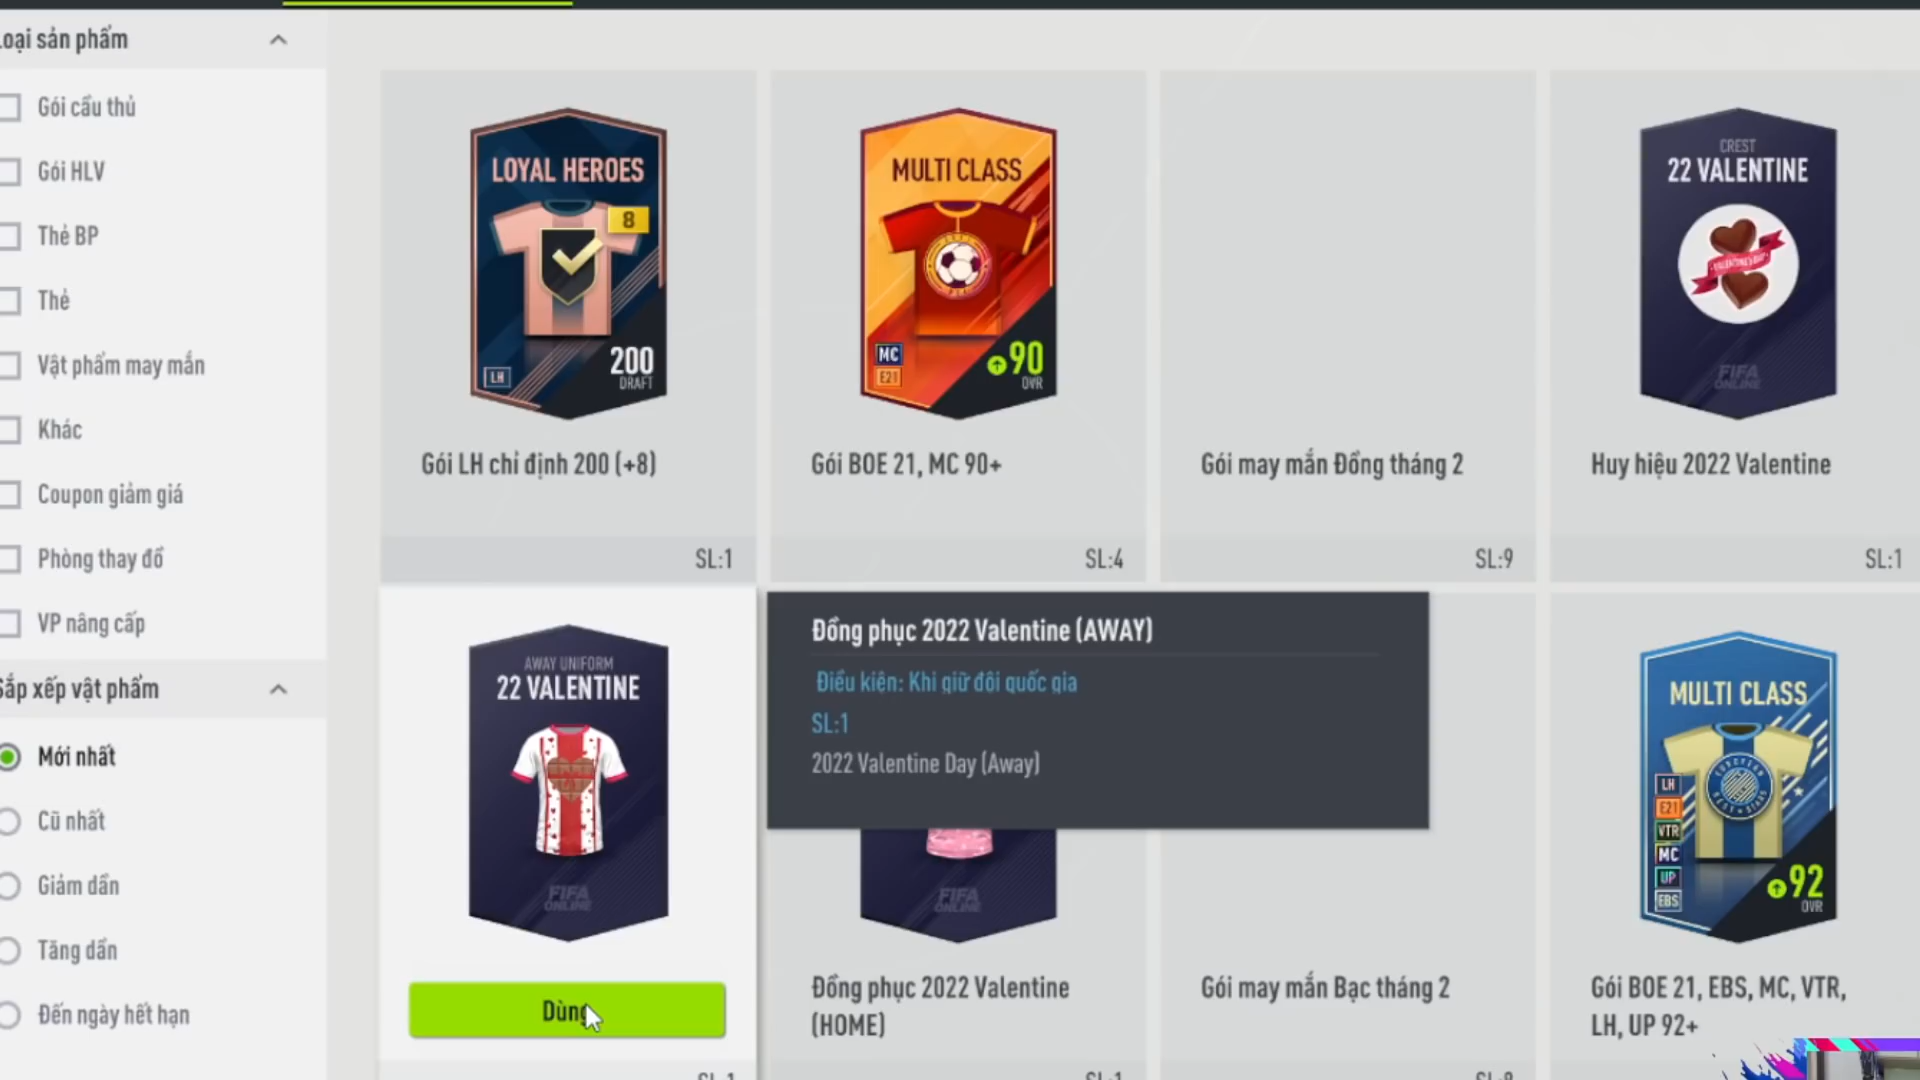 Loại sản phẩm
Gói cầu thủ
Gói HLV
Thẻ BP
Thẻ
Vật phẩm may mắn
Khác
Coupon giảm giá
Phòng thay đồ
VP nâng cấp
Sắp xếp vật phẩm
Mới nhất
Cũ nhất
Giảm dần
Tăng dần
Đến ngày hết hạn
LOYAL HEROES
8
LH
200
DRAFT
Gói LH chỉ định 200 (+8)
SL:1
MULTI CLASS
MC
E21
90
OVR
Gói BOE 21, MC 90+
SL:4
Gói may mắn Đồng tháng 2
SL:9
CREST
22 VALENTINE
FIFA
ONLINE
Huy hiệu 2022 Valentine
SL:1
AWAY UNIFORM
22 VALENTINE
FIFA
ONLINE
Dùng
SL:1
Đồng phục 2022 Valentine (AWAY)
Điều kiện: Khi giữ đội quốc gia
SL:1
2022 Valentine Day (Away)
FIFA
ONLINE
Đồng phục 2022 Valentine
(HOME)
SL:1
Gói may mắn Bạc tháng 2
MULTI CLASS
LH
E21
VTR
MC
UP
EBS
92
OVR
Gói BOE 21, EBS, MC, VTR,
LH, UP 92+